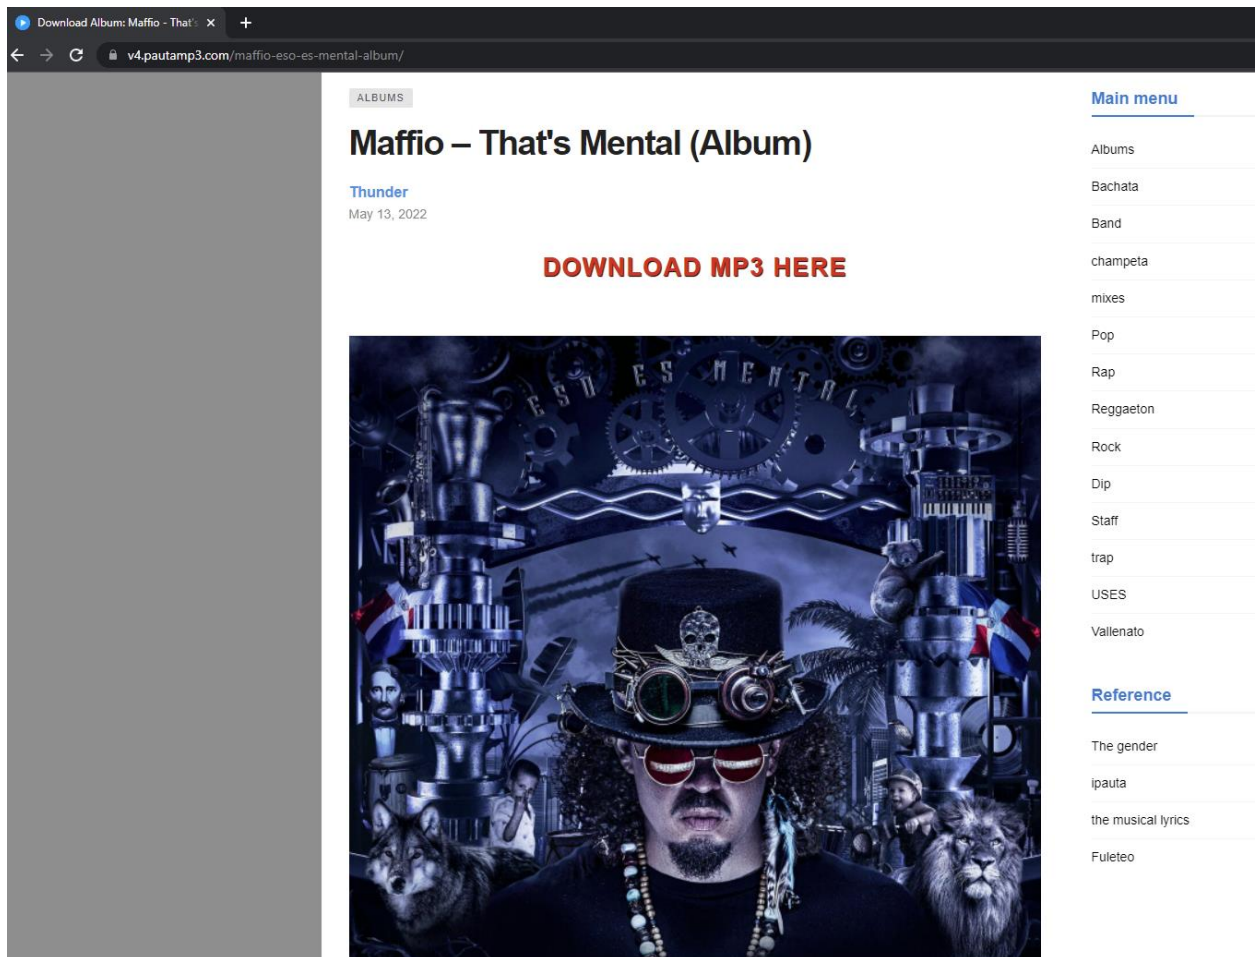 Download Album: Maffio - That's
v4.pautamp3.com/maffio-eso-es-mental-album/
ALBUMS
Maffio – That's Mental (Album)
Thunder
May 13, 2022
DOWNLOAD MP3 HERE
ESO ES MENTAL
Main menu
Albums
Bachata
Band
champeta
mixes
Pop
Rap
Reggaeton
Rock
Dip
Staff
trap
USES
Vallenato
Reference
The gender
ipauta
the musical lyrics
Fuleteo